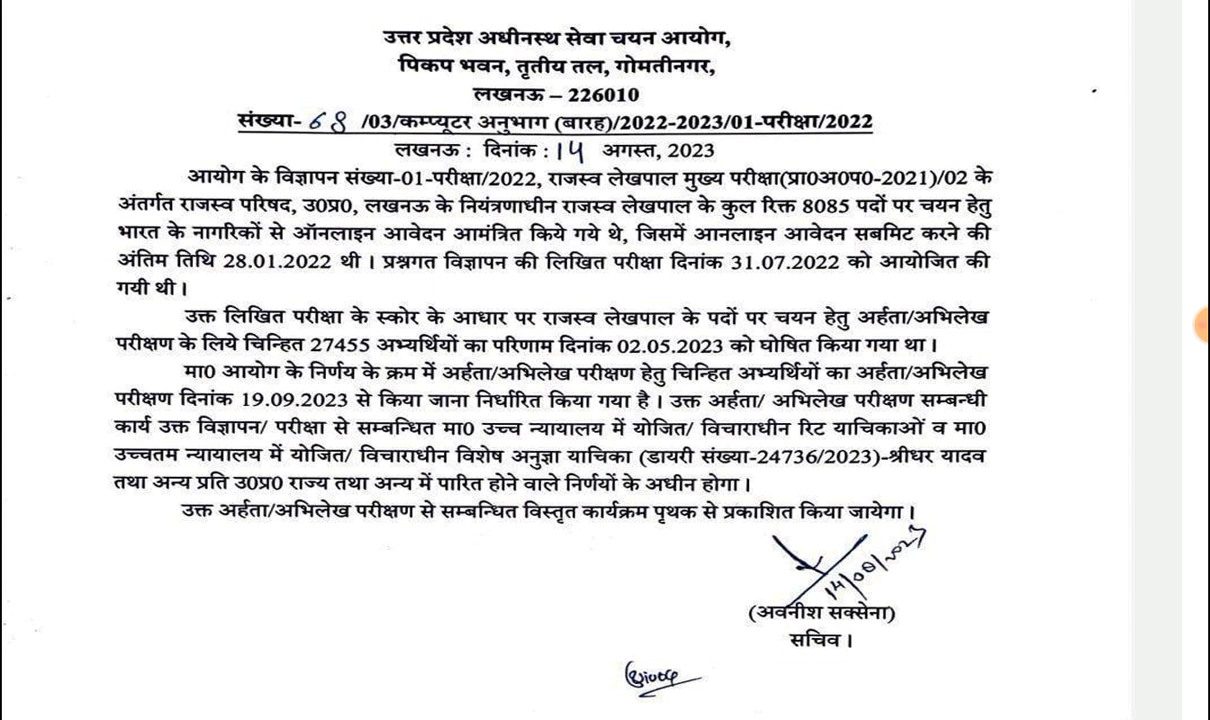 उत्तर प्रदेश अधीनस्थ सेवा चयन आयोग,
पिकप भवन, तृतीय तल, गोमतीनगर,
लखनऊ – 226010
संख्या- 68 /03/कम्प्यूटर अनुभाग (बारह)/2022-2023/01-परीक्षा/2022
लखनऊ : दिनांक : 14 अगस्त, 2023
आयोग के विज्ञापन संख्या-01-परीक्षा/2022, राजस्व लेखपाल मुख्य परीक्षा(प्रा0अ0प0-2021)/02 के
अंतर्गत राजस्व परिषद, उ0प्र0, लखनऊ के नियंत्रणाधीन राजस्व लेखपाल के कुल रिक्त 8085 पदों पर चयन हेतु
भारत के नागरिकों से ऑनलाइन आवेदन आमंत्रित किये गये थे, जिसमें आनलाइन आवेदन सबमिट करने की
अंतिम तिथि 28.01.2022 थी । प्रश्नगत विज्ञापन की लिखित परीक्षा दिनांक 31.07.2022 को आयोजित की
गयी थी ।
उक्त लिखित परीक्षा के स्कोर के आधार पर राजस्व लेखपाल के पदों पर चयन हेतु अर्हता/अभिलेख
परीक्षण के लिये चिन्हित 27455 अभ्यर्थियों का परिणाम दिनांक 02.05.2023 को घोषित किया गया था ।
मा0 आयोग के निर्णय के क्रम में अर्हता/अभिलेख परीक्षण हेतु चिन्हित अभ्यर्थियों का अर्हता/अभिलेख
परीक्षण दिनांक 19.09.2023 से किया जाना निर्धारित किया गया है । उक्त अर्हता/ अभिलेख परीक्षण सम्बन्धी
कार्य उक्त विज्ञापन/ परीक्षा से सम्बन्धित मा0 उच्च न्यायालय में योजित/ विचाराधीन रिट याचिकाओं व मा0
उच्चतम न्यायालय में योजित/ विचाराधीन विशेष अनुज्ञा याचिका (डायरी संख्या-24736/2023)-श्रीधर यादव
तथा अन्य प्रति उ0प्र0 राज्य तथा अन्य में पारित होने वाले निर्णयों के अधीन होगा ।
उक्त अर्हता/अभिलेख परीक्षण से सम्बन्धित विस्तृत कार्यक्रम पृथक से प्रकाशित किया जायेगा ।
14/08/2023
(अवनीश सक्सेना)
सचिव ।